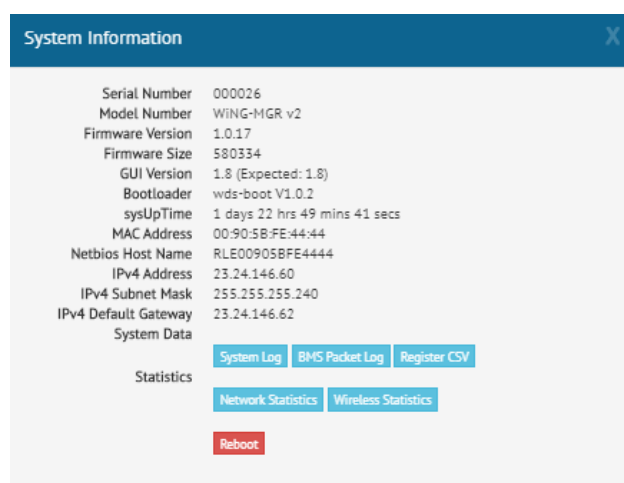 System Information
X
Serial Number 000026
Model Number WiNG-MGR v2
Firmware Version 1.0.17
Firmware Size 580334
GUI Version 1.8 (Expected: 1.8)
Bootloader wds-boot V1.0.2
sysUpTime 1 days 22 hrs 49 mins 41 secs
MAC Address 00:90:5B:FE:44:44
Netbios Host Name RLE00905BFE4444
IPv4 Address 23.24.146.60
IPv4 Subnet Mask 255.255.255.240
IPv4 Default Gateway 23.24.146.62
System Data
System Log BMS Packet Log Register CSV
Statistics
Network Statistics Wireless Statistics
Reboot